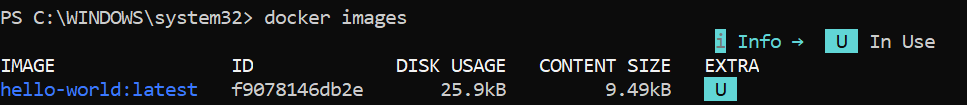 PS C:\WINDOWS\system32> docker images
i Info → U In Use
IMAGE ID DISK USAGE CONTENT SIZE EXTRA
hello-world:latest f9078146db2e 25.9kB 9.49kB U